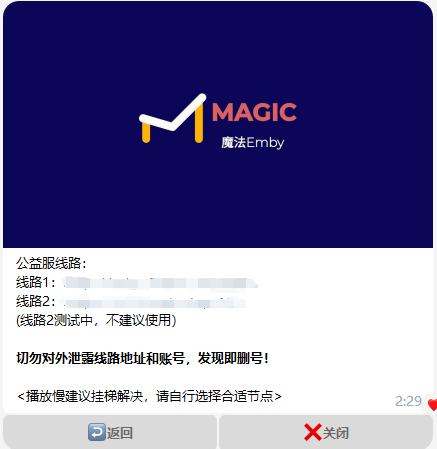 MAGIC
魔法Emby
公益服线路：
线路1：
线路2：
(线路2测试中，不建议使用)
切勿对外泄露线路地址和账号，发现即删号！
<播放慢建议挂梯解决，请自行选择合适节点>
2:29
返回
关闭